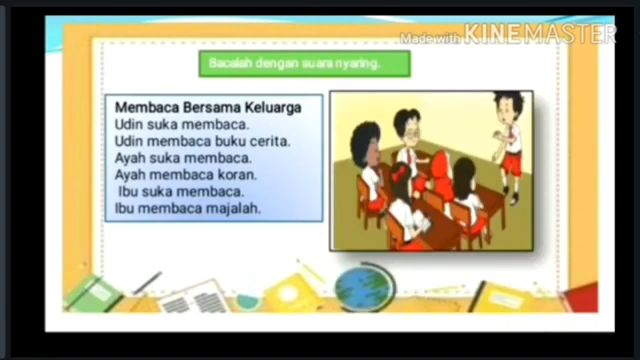 Made with KINEMASTER
Bacalah dengan suara nyaring.
Membaca Bersama Keluarga
Udin suka membaca.
Udin membaca buku cerita.
Ayah suka membaca.
Ayah membaca koran.
Ibu suka membaca.
Ibu membaca majalah.